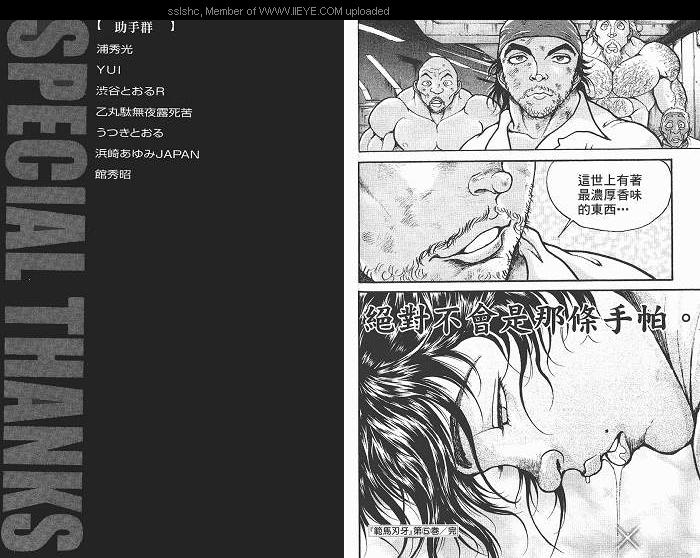 sslshc, Member of VWWW.IIEYE.COM uploaded
SPECIAL THANKS
【 助手群 】
浦秀光
YUI
渋谷とおるR
乙丸駄無夜露死苦
うつきとおる
浜崎あゆみJAPAN
館秀昭
這世上有著
最濃厚香味
的東西…
絕對不會是那條手帕。
『範馬刃牙』第5卷／完